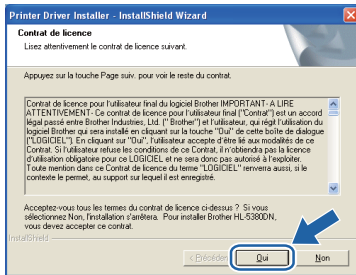 Printer Driver Installer - InstallShield Wizard
Contrat de licence
Lisez attentivement le contrat de licence suivant.
Appuyez sur la touche Page suiv. pour voir le reste du contrat.
Contrat de licence pour l'utilisateur final du logiciel Brother IMPORTANT- A LIRE
ATTENTIVEMENT- Ce contrat de licence pour l'utilisateur final ("Contrat") est un accord
légal passé entre Brother Industries, Ltd. (" Brother") et l'utilisateur, qui régit l'utilisation du
logiciel Brother qui sera installé en cliquant sur la touche "Oui" de cette boîte de dialogue
("LOGICIEL"). En cliquant sur "Oui", l'utilisateur accepte d'être lié aux modalités de ce
Contrat. Si l'utilisateur refuse les conditions de ce Contrat, il n'obtiendra pas la licence
d'utilisation obligatoire pour ce LOGICIEL et ne sera donc pas autorisé à l'exploiter.
Toute mention dans ce Contrat de licence du terme "LOGICIEL" renverra aussi, si le
contexte le permet, au support sur lequel il est enregistré.
Acceptez-vous tous les termes du contrat de licence ci-dessus ? Si vous
sélectionnez Non, l'installation s'arrêtera. Pour installer Brother HL-5380DN,
vous devez accepter ce contrat.
InstallShield
< Précédent Oui Non